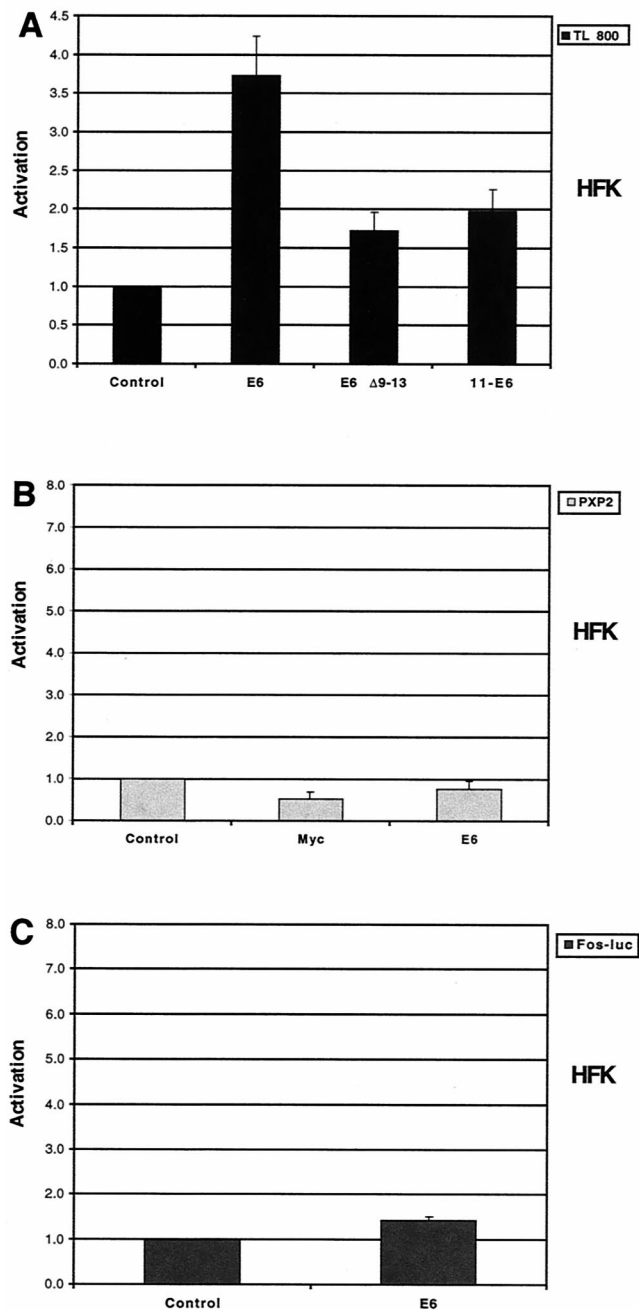 A
Activation
4.5
4.0
3.5
3.0
2.5
2.0
1.5
1.0
0.5
0.0
Control E6 E6 Δ9-13 11-E6
TL 800
HFK
B
Activation
8.0
7.0
6.0
5.0
4.0
3.0
2.0
1.0
0.0
Control Myc E6
PXP2
HFK
C
Activation
8.0
7.0
6.0
5.0
4.0
3.0
2.0
1.0
0.0
Control E6
Fos-luc
HFK